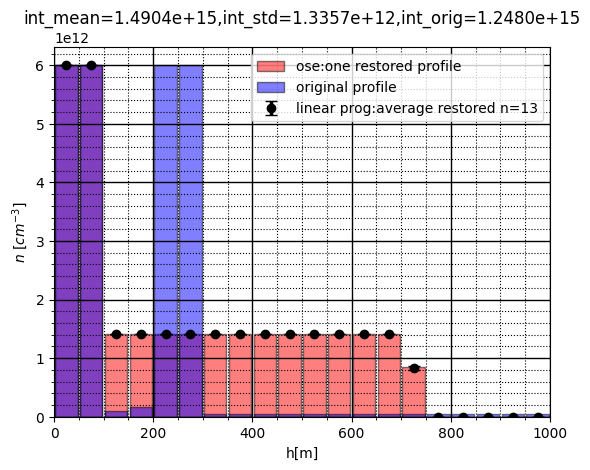 int_mean=1.4904e+15,int_std=1.3357e+12,int_orig=1.2480e+15
1e12
ose:one restored profile
original profile
linear prog:average restored n=13
6
5
4
3
2
1
0
n [cm⁻³]
0 200 400 600 800 1000
h[m]